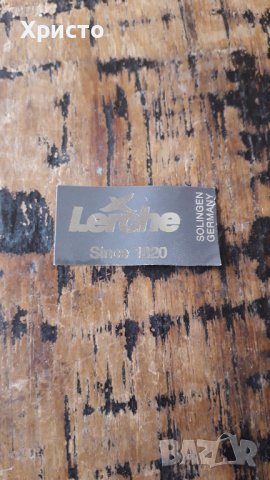 Христо
Lerche
Since 1820
SOLINGEN
GERMANY
BAZAR